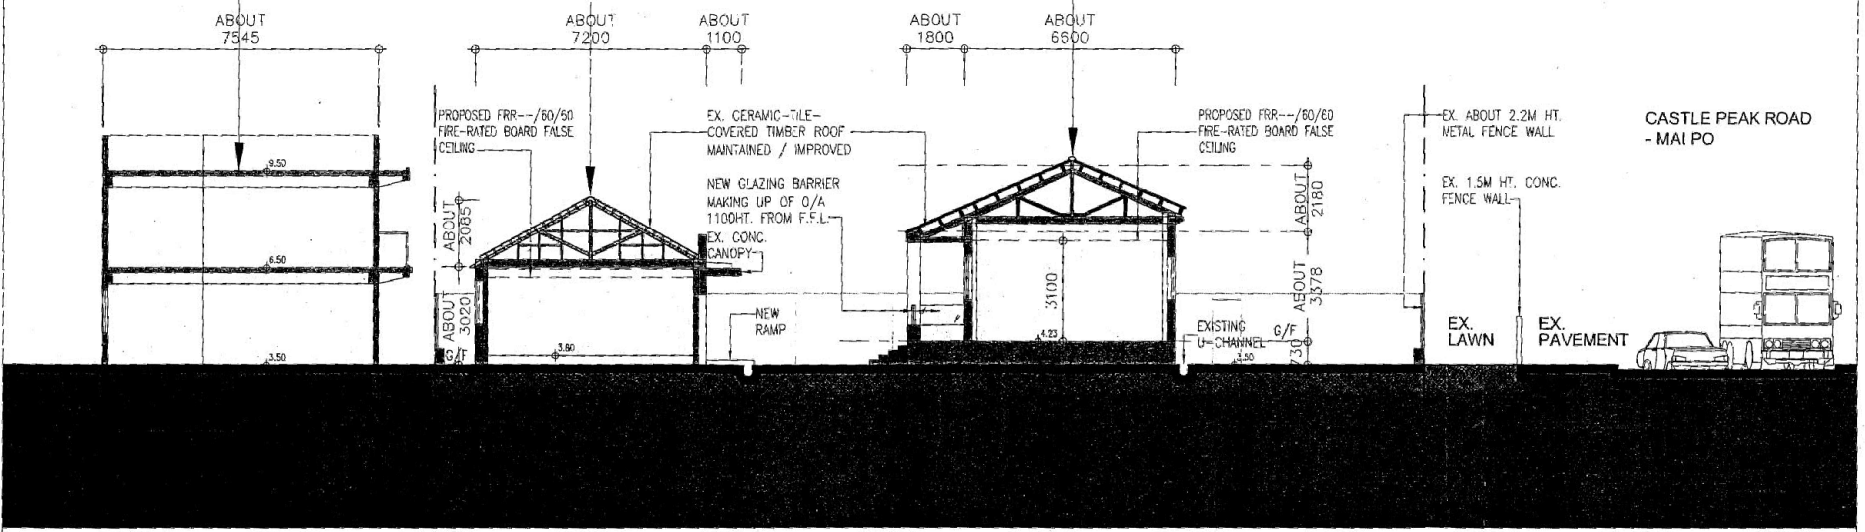 ABOUT
7545
ABOUT
7200
ABOUT
1100
ABOUT
1800
ABOUT
6600
PROPOSED FRR--/60/60
FIRE-RATED BOARD FALSE
CEILING
EX. CERAMIC-TILE-
COVERED TIMBER ROOF
MAINTAINED / IMPROVED
NEW GLAZING BARRIER
MAKING UP OF O/A
1100HT. FROM F.F.L.
EX. CONC.
CANOPY
NEW
RAMP
PROPOSED FRR--/60/60
FIRE-RATED BOARD FALSE
CEILING
EX. ABOUT 2.2M HT.
METAL FENCE WALL
EX. 1.5M HT. CONC.
FENCE WALL
CASTLE PEAK ROAD
- MAI PO
9.50
6.50
3.50
ABOUT
2085
ABOUT
3020
G/F
3.60
3100
4.23
EXISTING
U-CHANNEL
G/F
3.50
ABOUT
2180
ABOUT
3378
730
EX.
LAWN
EX.
PAVEMENT